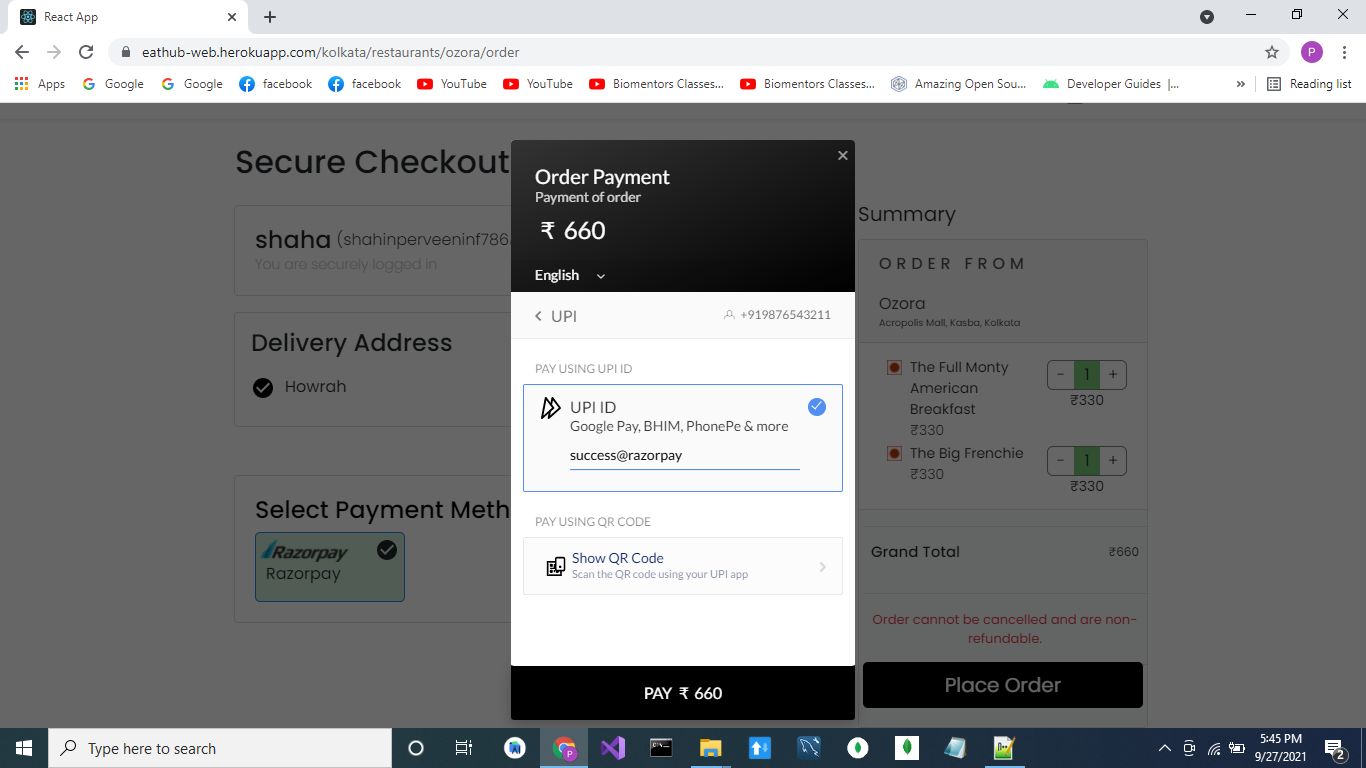 React App
eathub-web.herokuapp.com/kolkata/restaurants/ozora/order
P
Apps
Google
Google
facebook
facebook
YouTube
YouTube
Biomentors Classes...
Biomentors Classes...
Amazing Open Sou...
Developer Guides |...
»
Reading list
Secure Checkout
shaha (shahinperveeninf786
You are securely logged in
Delivery Address
Howrah
Select Payment Meth
Razorpay
Razorpay
Order Payment
Payment of order
₹ 660
English
UPI
+919876543211
PAY USING UPI ID
UPI ID
Google Pay, BHIM, PhonePe & more
success@razorpay
PAY USING QR CODE
Show QR Code
Scan the QR code using your UPI app
PAY ₹ 660
Summary
ORDER FROM
Ozora
Acropolis Mall, Kasba, Kolkata
The Full Monty
American
Breakfast
₹330
- 1 +
₹330
The Big Frenchie
₹330
- 1 +
₹330
Grand Total
₹660
Order cannot be cancelled and are non-
refundable.
Place Order
Type here to search
P
5:45 PM
9/27/2021
2